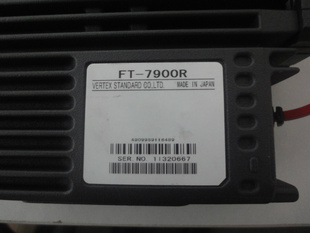 FT-7900R
VERTEX STANDARD CO.,LTD. MADE IN JAPAN
SER NO. 1I320667